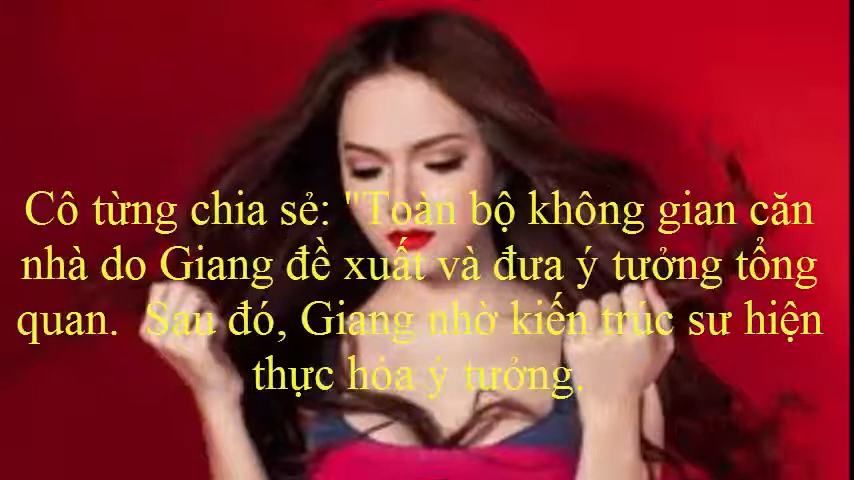 Cô từng chia sẻ: "Toàn bộ không gian căn
nhà do Giang đề xuất và đưa ý tưởng tổng
quan.  Sau đó, Giang nhờ kiến trúc sư hiện
thực hóa ý tưởng.